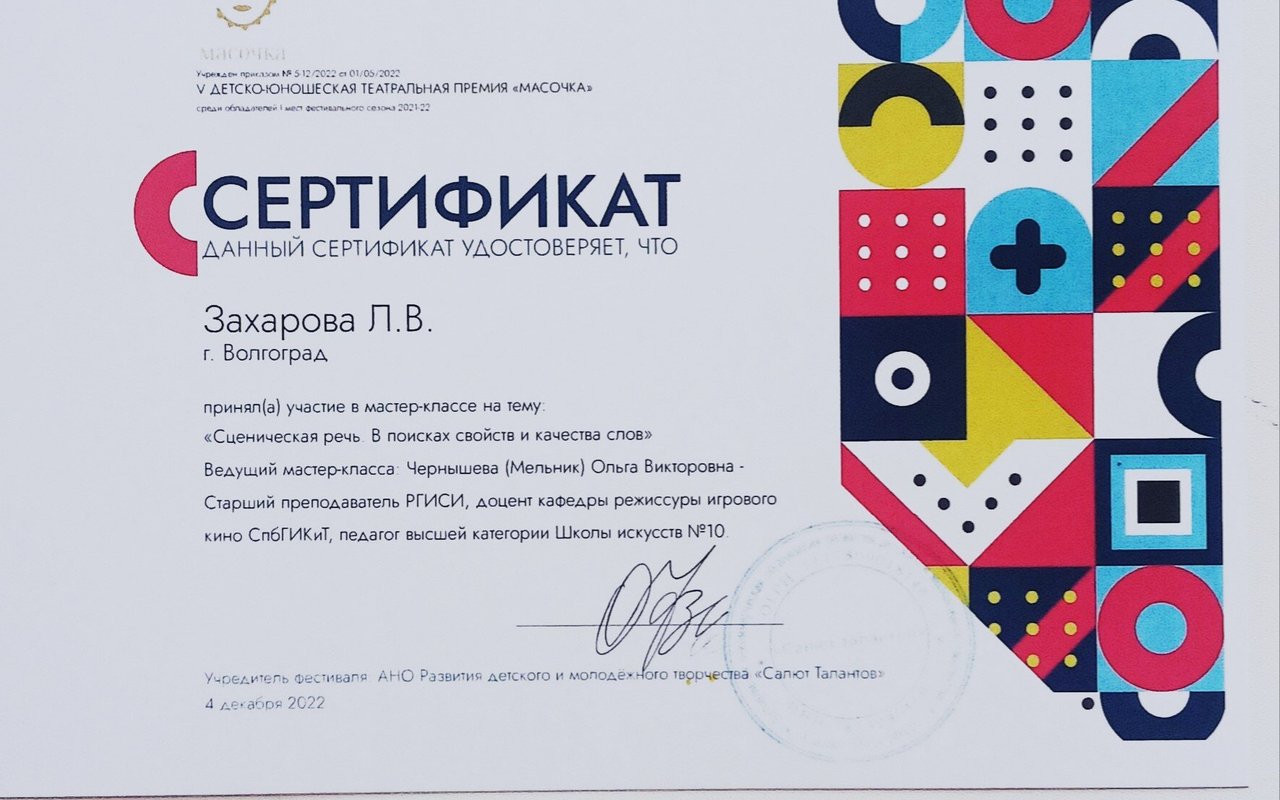 масочка
Учрежден приказом № 5-12/2022 от 01/05/2022
V ДЕТСКО-ЮНОШЕСКАЯ ТЕАТРАЛЬНАЯ ПРЕМИЯ «МАСОЧКА»
среди обладателей I мест фестивального сезона 2021-22
СЕРТИФИКАТ
ДАННЫЙ СЕРТИФИКАТ УДОСТОВЕРЯЕТ, ЧТО
Захарова Л.В.
г. Волгоград
принял(а) участие в мастер-классе на тему:
«Сценическая речь. В поисках свойств и качества слов»
Ведущий мастер-класса: Чернышева (Мельник) Ольга Викторовна -
Старший преподаватель РГИСИ, доцент кафедры режиссуры игрового
кино СпбГИКиТ, педагог высшей категории Школы искусств №10.
Учредитель фестиваля: АНО Развития детского и молодёжного творчества «Салют Талантов»
4 декабря 2022